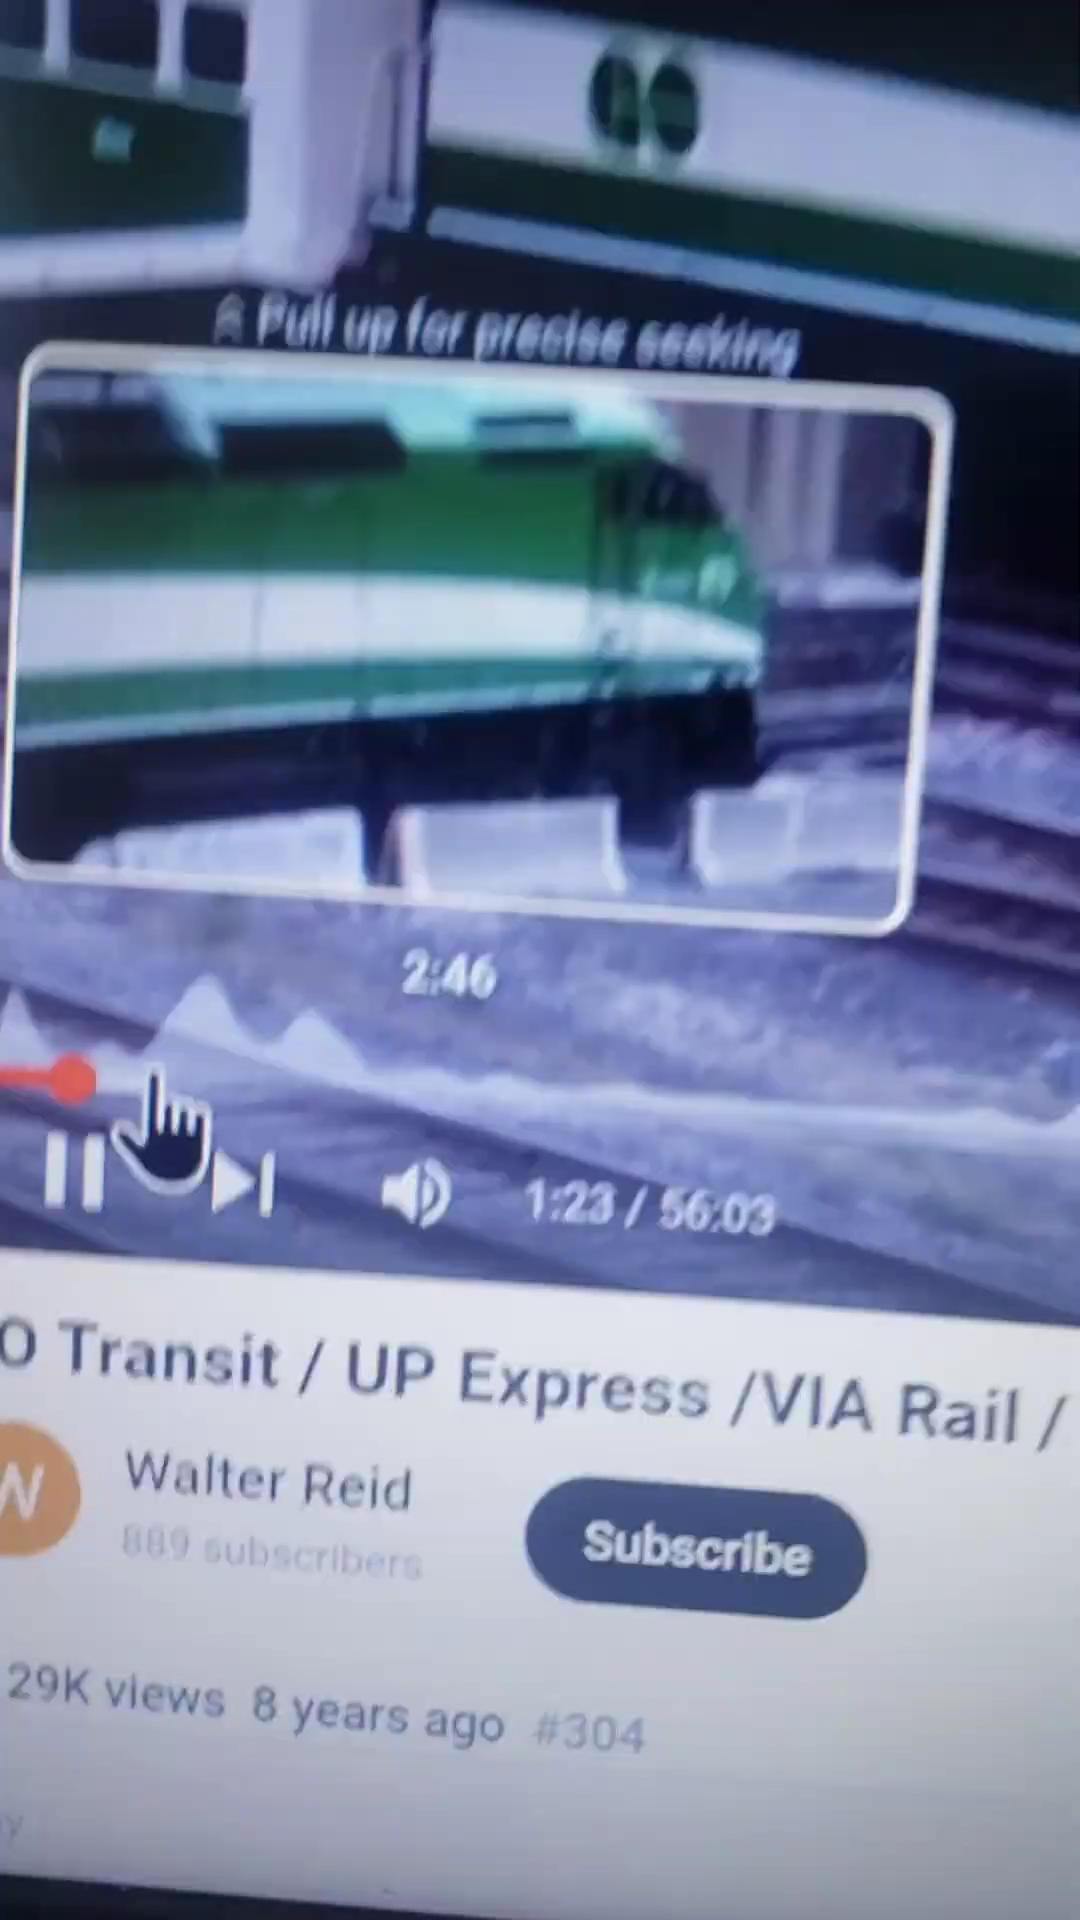 GO
Pull up for precise seeking
2:46
1:23 / 56:03
O Transit / UP Express /VIA Rail /
W
Walter Reid
889 subscribers
Subscribe
29K views 8 years ago #304